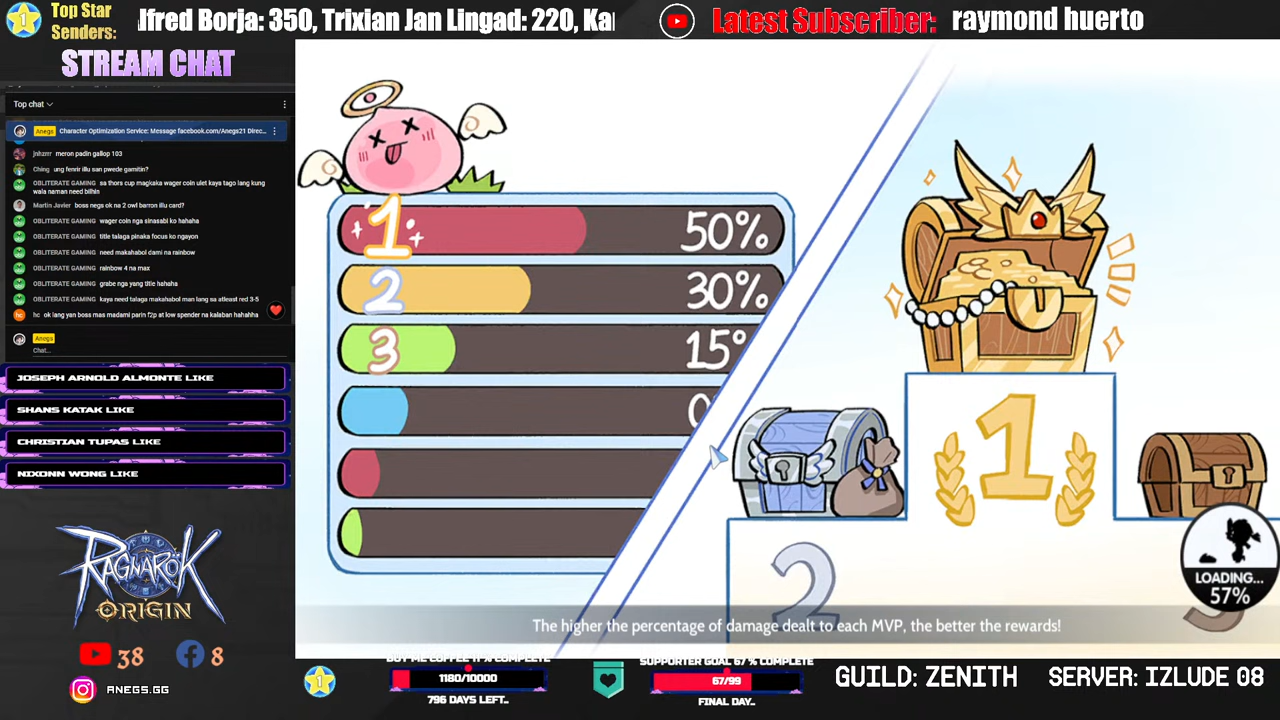 Top Star
Senders:
lfred Borja: 350, Trixian Jan Lingad: 220, Ka
Latest Subscriber:
raymond huerto
STREAM CHAT
Top chat
Anegs Character Optimization Service: Message facebook.com/Anegs21 Direc...
jnhzrrr meron padin gallop 103
Ching ung fenrir illu san pwede gamitin?
OBLITERATE GAMING sa thors cup magkaka wager coin ulet kaya tago lang kung
wala naman need bilhin
Martin Javier boss negs ok na 2 owl barron illu card?
OBLITERATE GAMING wager coin nga sinasabi ko hahaha
OBLITERATE GAMING title talaga pinaka focus ko ngayon
OBLITERATE GAMING need makahabol dami na rainbow
OBLITERATE GAMING rainbow 4 na max
OBLITERATE GAMING grabe nga yang title hahaha
OBLITERATE GAMING kaya need talaga makahabol man lang sa atleast red 3-5
hc ok lang yan boss mas madami parin f2p at low spender na kalaban hahahha
Anegs
Chat...
JOSEPH ARNOLD ALMONTE LIKE
SHANS KATAK LIKE
CHRISTIAN TUPAS LIKE
NIXONN WONG LIKE
RAGNARÖK
ORIGIN
38
8
ANEGS.GG
1
50%
2
30%
3
15%
1
2
LOADING...
57%
The higher the percentage of damage dealt to each MVP, the better the rewards!
BUY ME COFFEE 11% COMPLETE
1180/10000
796 DAYS LEFT..
SUPPORTER GOAL 67 % COMPLETE
67/99
FINAL DAY..
GUILD: ZENITH
SERVER: IZLUDE 08